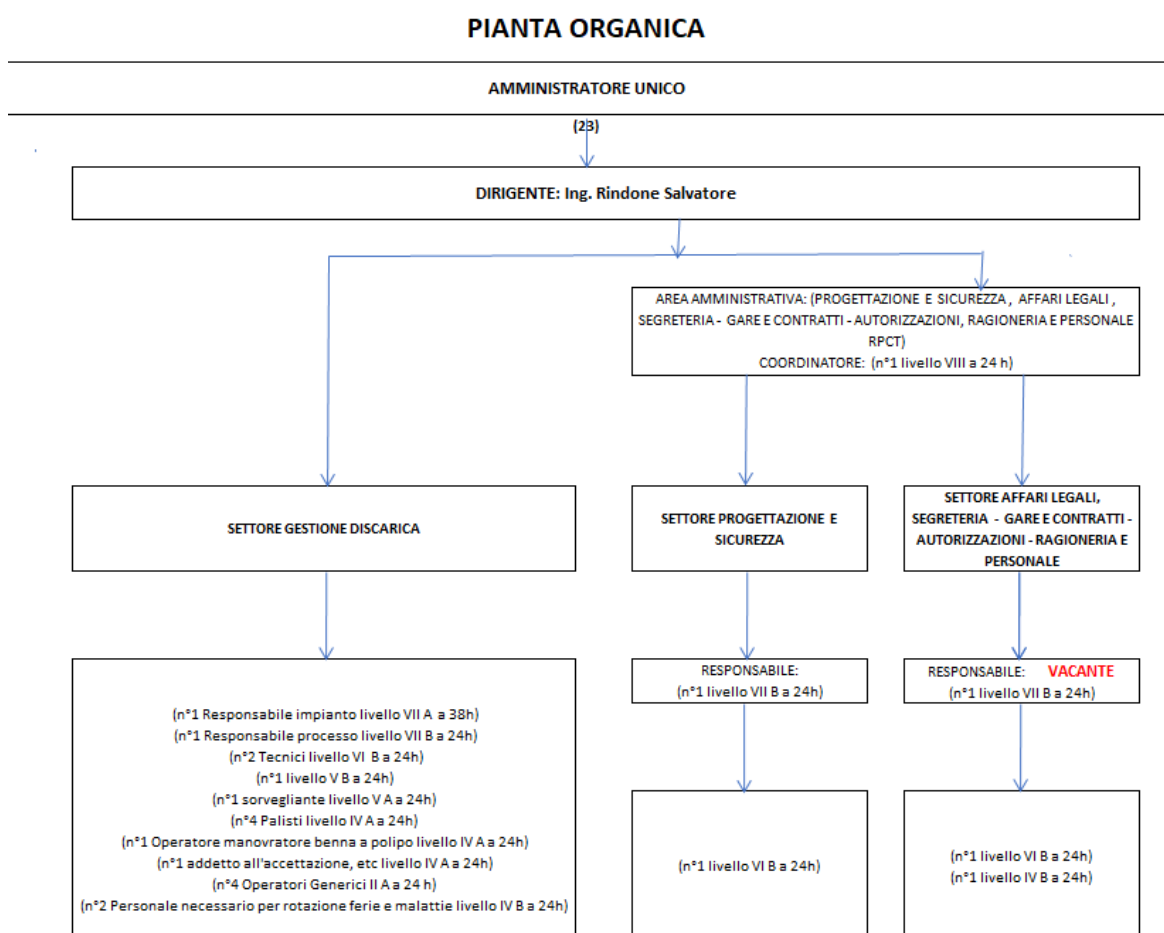 PIANTA ORGANICA
AMMINISTRATORE UNICO
(23)
DIRIGENTE: Ing. Rindone Salvatore
AREA AMMINISTRATIVA: (PROGETTAZIONE E SICUREZZA , AFFARI LEGALI ,
SEGRETERIA - GARE E CONTRATTI - AUTORIZZAZIONI, RAGIONERIA E PERSONALE
RPCT)
COORDINATORE: (n°1 livello VIII a 24 h)
SETTORE GESTIONE DISCARICA
SETTORE PROGETTAZIONE E
SICUREZZA
SETTORE AFFARI LEGALI,
SEGRETERIA - GARE E CONTRATTI -
AUTORIZZAZIONI - RAGIONERIA E
PERSONALE
(n°1 Responsabile impianto livello VII A a 38h)
(n°1 Responsabile processo livello VII B a 24h)
(n°2 Tecnici livello VI B a 24h)
(n°1 livello V B a 24h)
(n°1 sorvegliante livello V A a 24h)
(n°4 Palisti livello IV A a 24h)
(n°1 Operatore manovratore benna a polipo livello IV A a 24h)
(n°1 addetto all'accettazione, etc livello IV A a 24h)
(n°4 Operatori Generici II A a 24 h)
(n°2 Personale necessario per rotazione ferie e malattie livello IV B a 24h)
RESPONSABILE:
(n°1 livello VII B a 24h)
(n°1 livello VI B a 24h)
RESPONSABILE: VACANTE
(n°1 livello VII B a 24h)
(n°1 livello VI B a 24h)
(n°1 livello IV B a 24h)